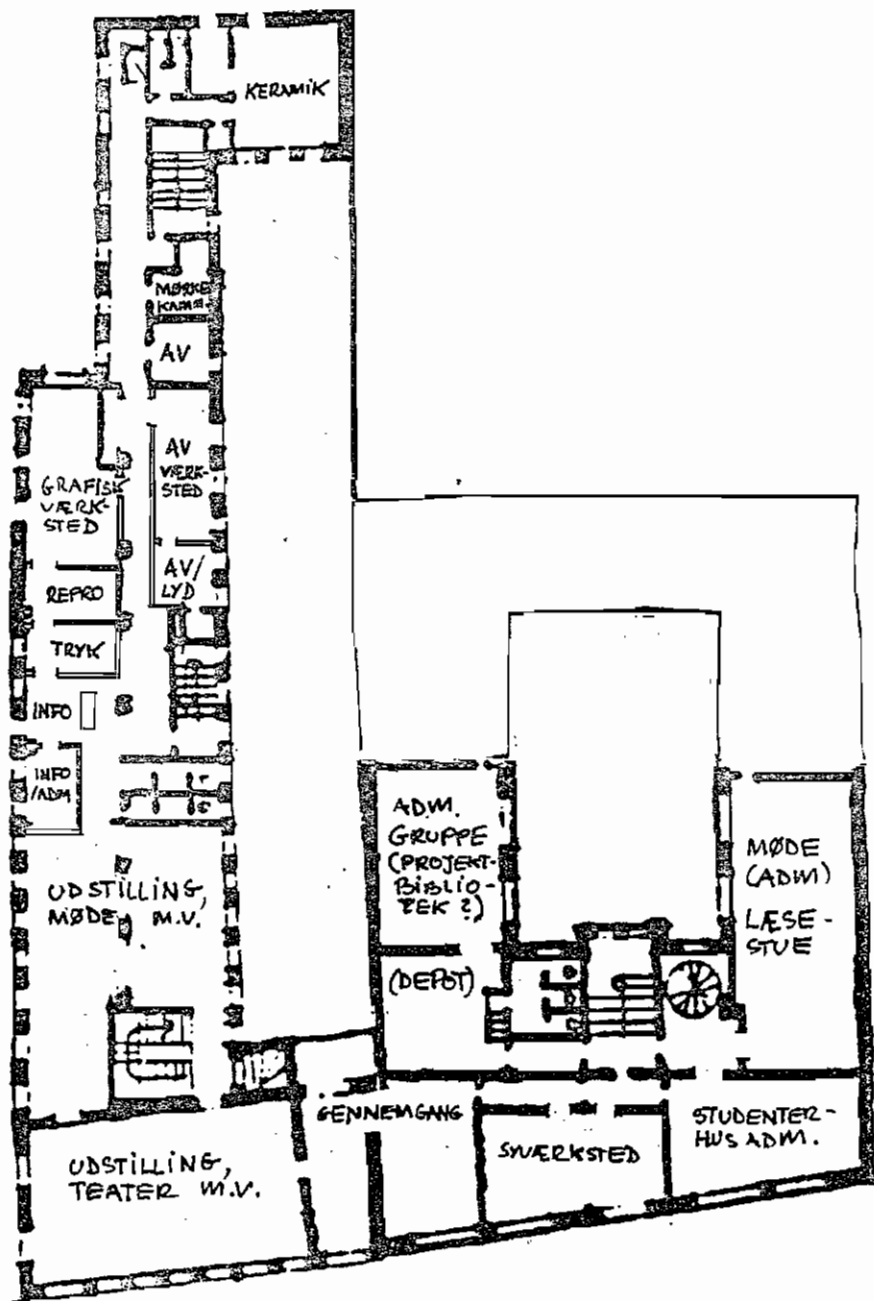 KERAMIK
MØRKE
KAMR.
AV
AV
VÆRK-
STED
GRAFISK
VÆRK-
STED
AV/
LYD
REPRO
TRYK
INFO
INFO
/ADM
UDSTILLING,
MØDE M.V.
ADM.
GRUPPE
(PROJEKT-
BIBLIO-
TEK?)
(DEPOT)
MØDE
(ADM)
LÆSE-
STUE
GENNEMGANG
SYVÆRKSTED
STUDENTER-
HUS ADM.
UDSTILLING,
TEATER M.V.